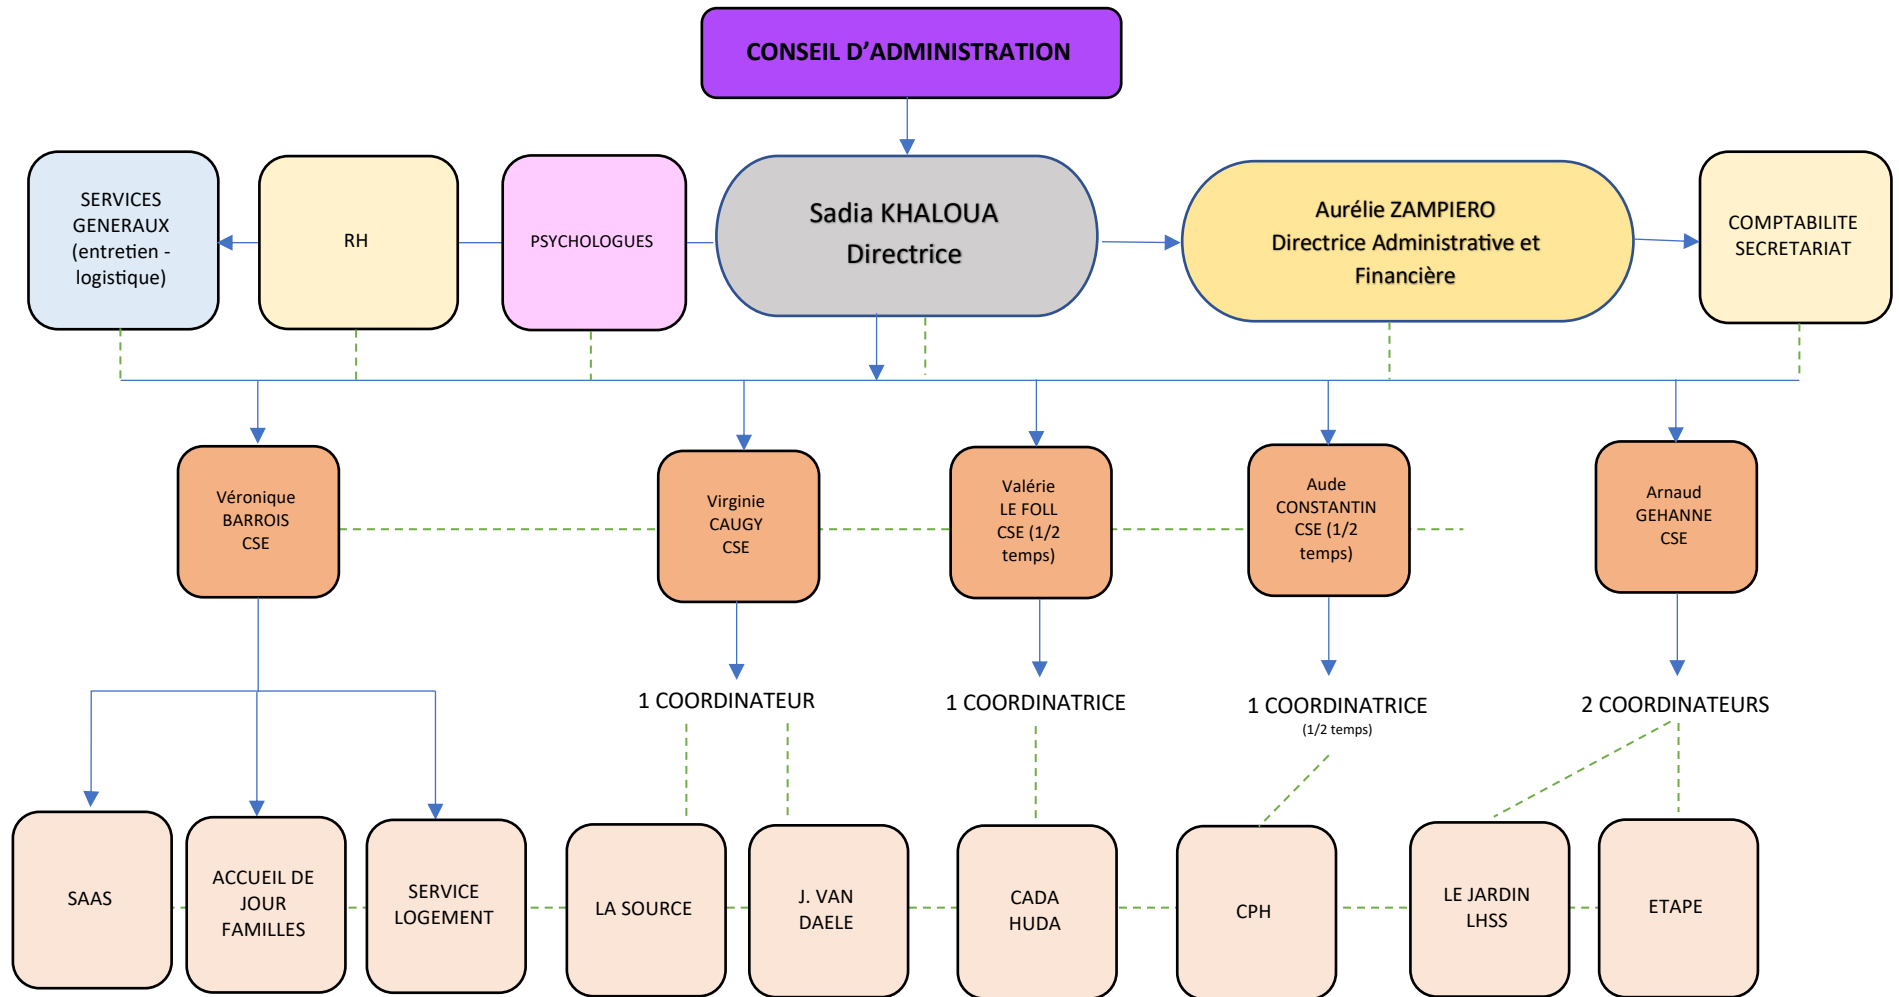 CONSEIL D’ADMINISTRATION
SERVICES
GENERAUX
(entretien -
logistique)
RH
PSYCHOLOGUES
Sadia KHALOUA
Directrice
Aurélie ZAMPIERO
Directrice Administrative et
Financière
COMPTABILITE
SECRETARIAT
Véronique
BARROIS
CSE
Virginie
CAUGY
CSE
Valérie
LE FOLL
CSE (1/2
temps)
Aude
CONSTANTIN
CSE (1/2
temps)
Arnaud
GEHANNE
CSE
1 COORDINATEUR
1 COORDINATRICE
1 COORDINATRICE
(1/2 temps)
2 COORDINATEURS
SAAS
ACCUEIL DE
JOUR
FAMILLES
SERVICE
LOGEMENT
LA SOURCE
J. VAN
DAELE
CADA
HUDA
CPH
LE JARDIN
LHSS
ETAPE